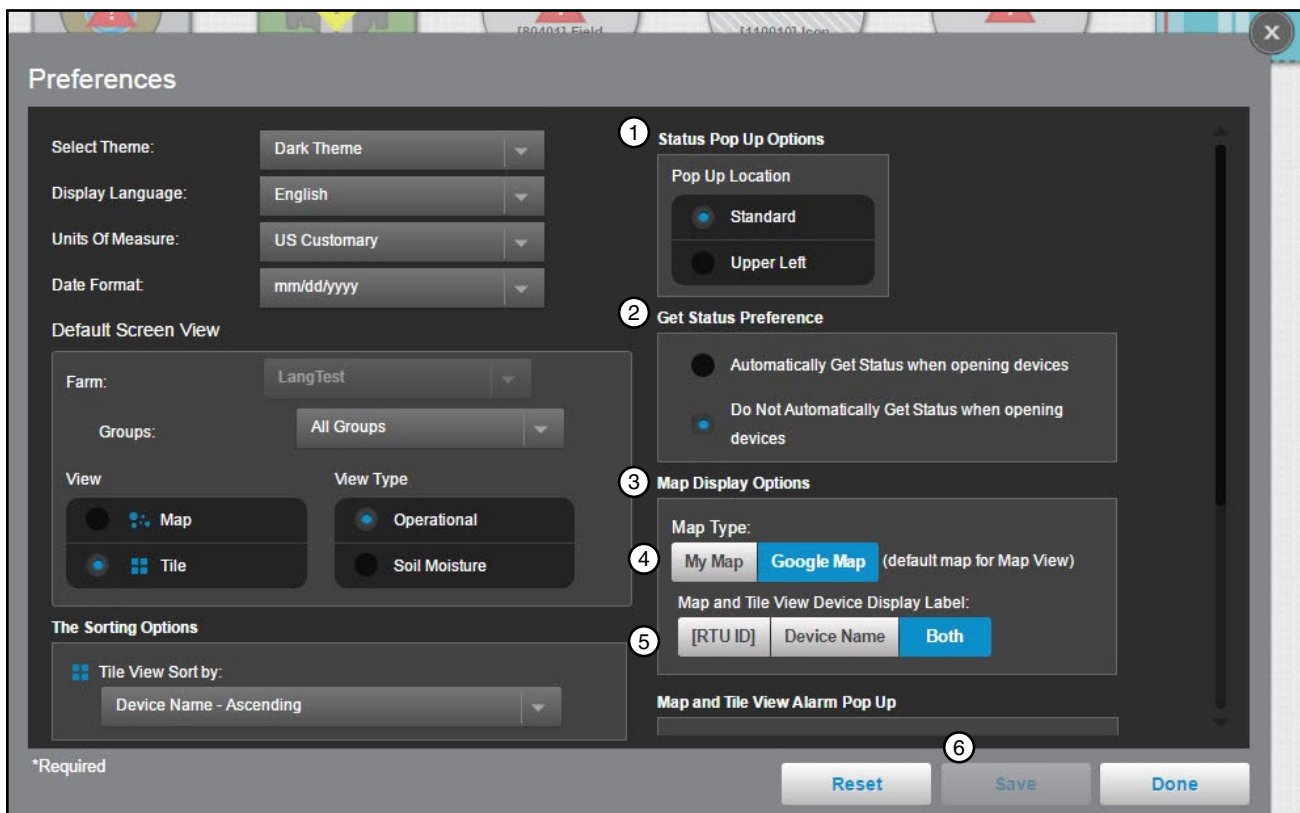 [80401] Field
[110010] Icon
X
Preferences
Select Theme:
Dark Theme
Display Language:
English
Units Of Measure:
US Customary
Date Format:
mm/dd/yyyy
Default Screen View
Farm:
LangTest
Groups:
All Groups
View
Map
Tile
View Type
Operational
Soil Moisture
The Sorting Options
Tile View Sort by:
Device Name - Ascending
1
Status Pop Up Options
Pop Up Location
Standard
Upper Left
2
Get Status Preference
Automatically Get Status when opening devices
Do Not Automatically Get Status when opening
devices
3
Map Display Options
Map Type:
4
My Map
Google Map
(default map for Map View)
Map and Tile View Device Display Label:
5
[RTU ID]
Device Name
Both
Map and Tile View Alarm Pop Up
*Required
6
Reset
Save
Done